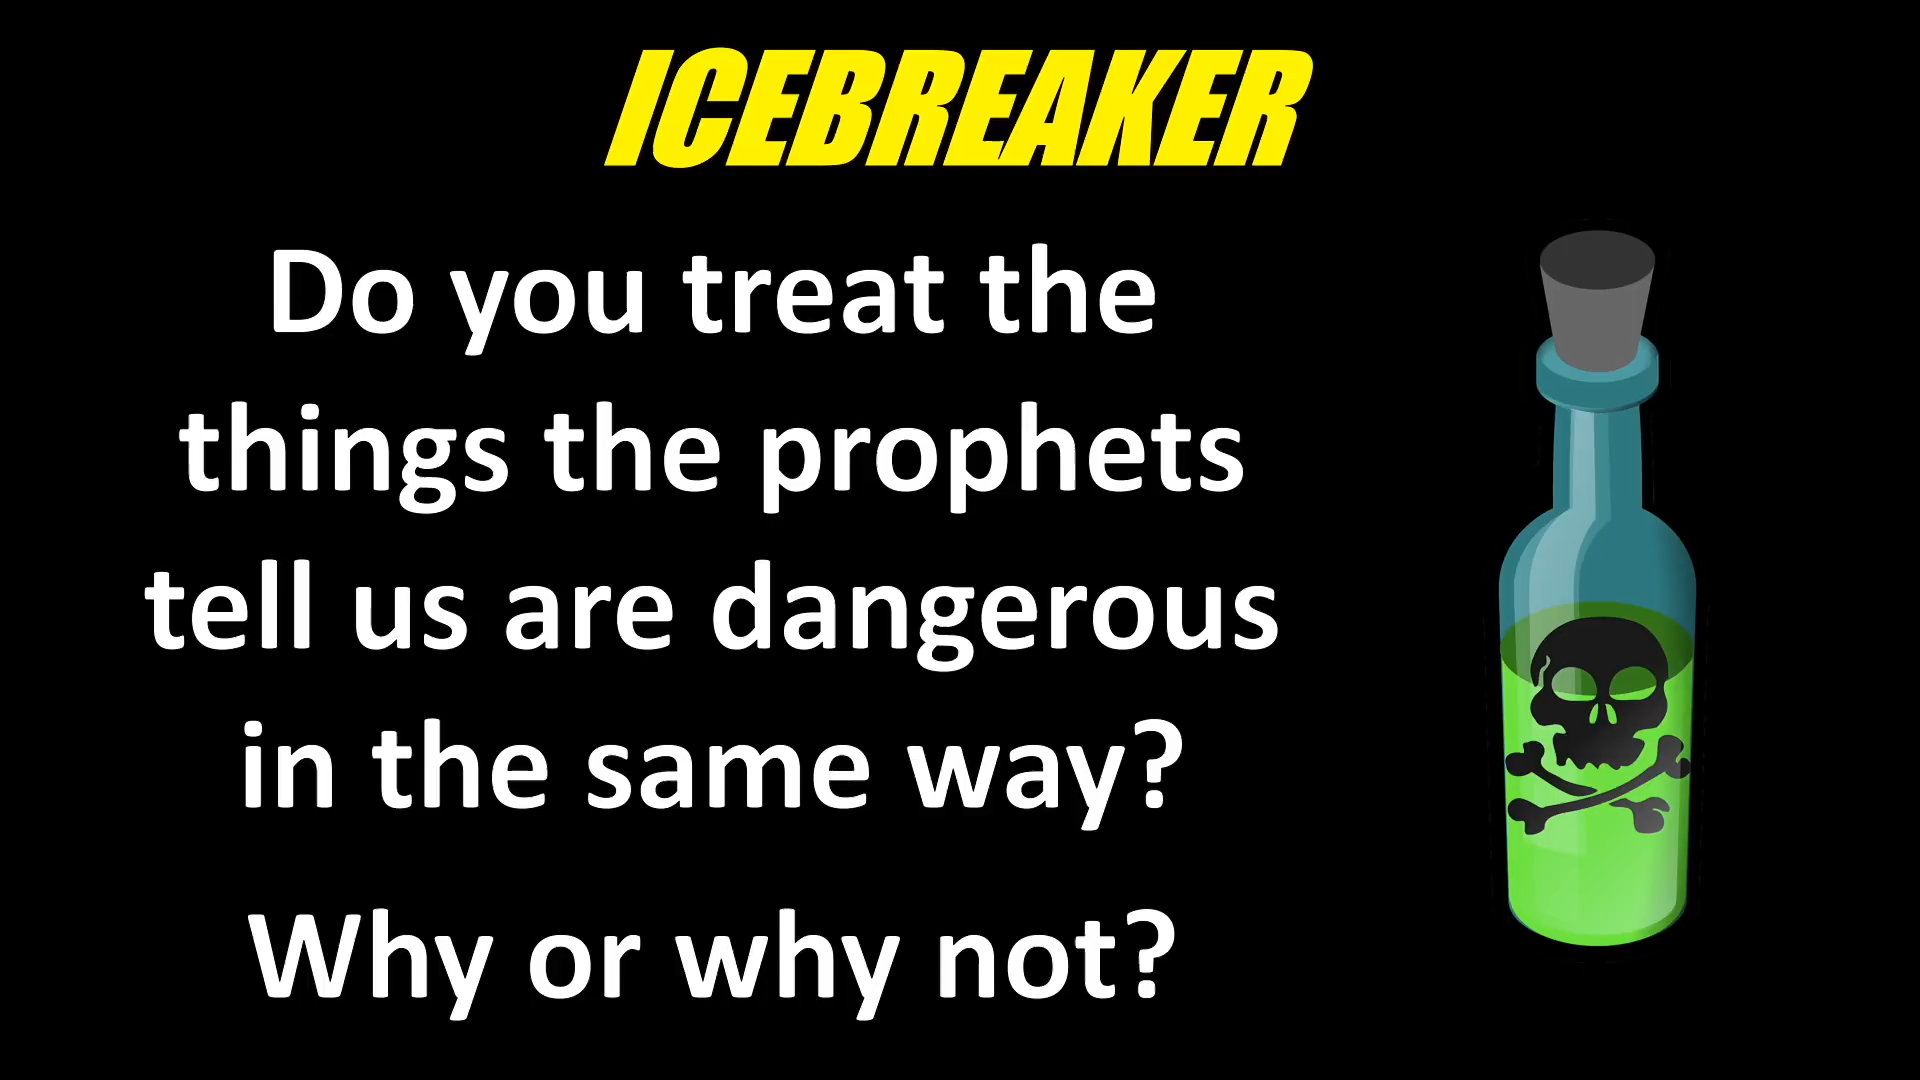 ICEBREAKER
Do you treat the
things the prophets
tell us are dangerous
in the same way?
Why or why not?